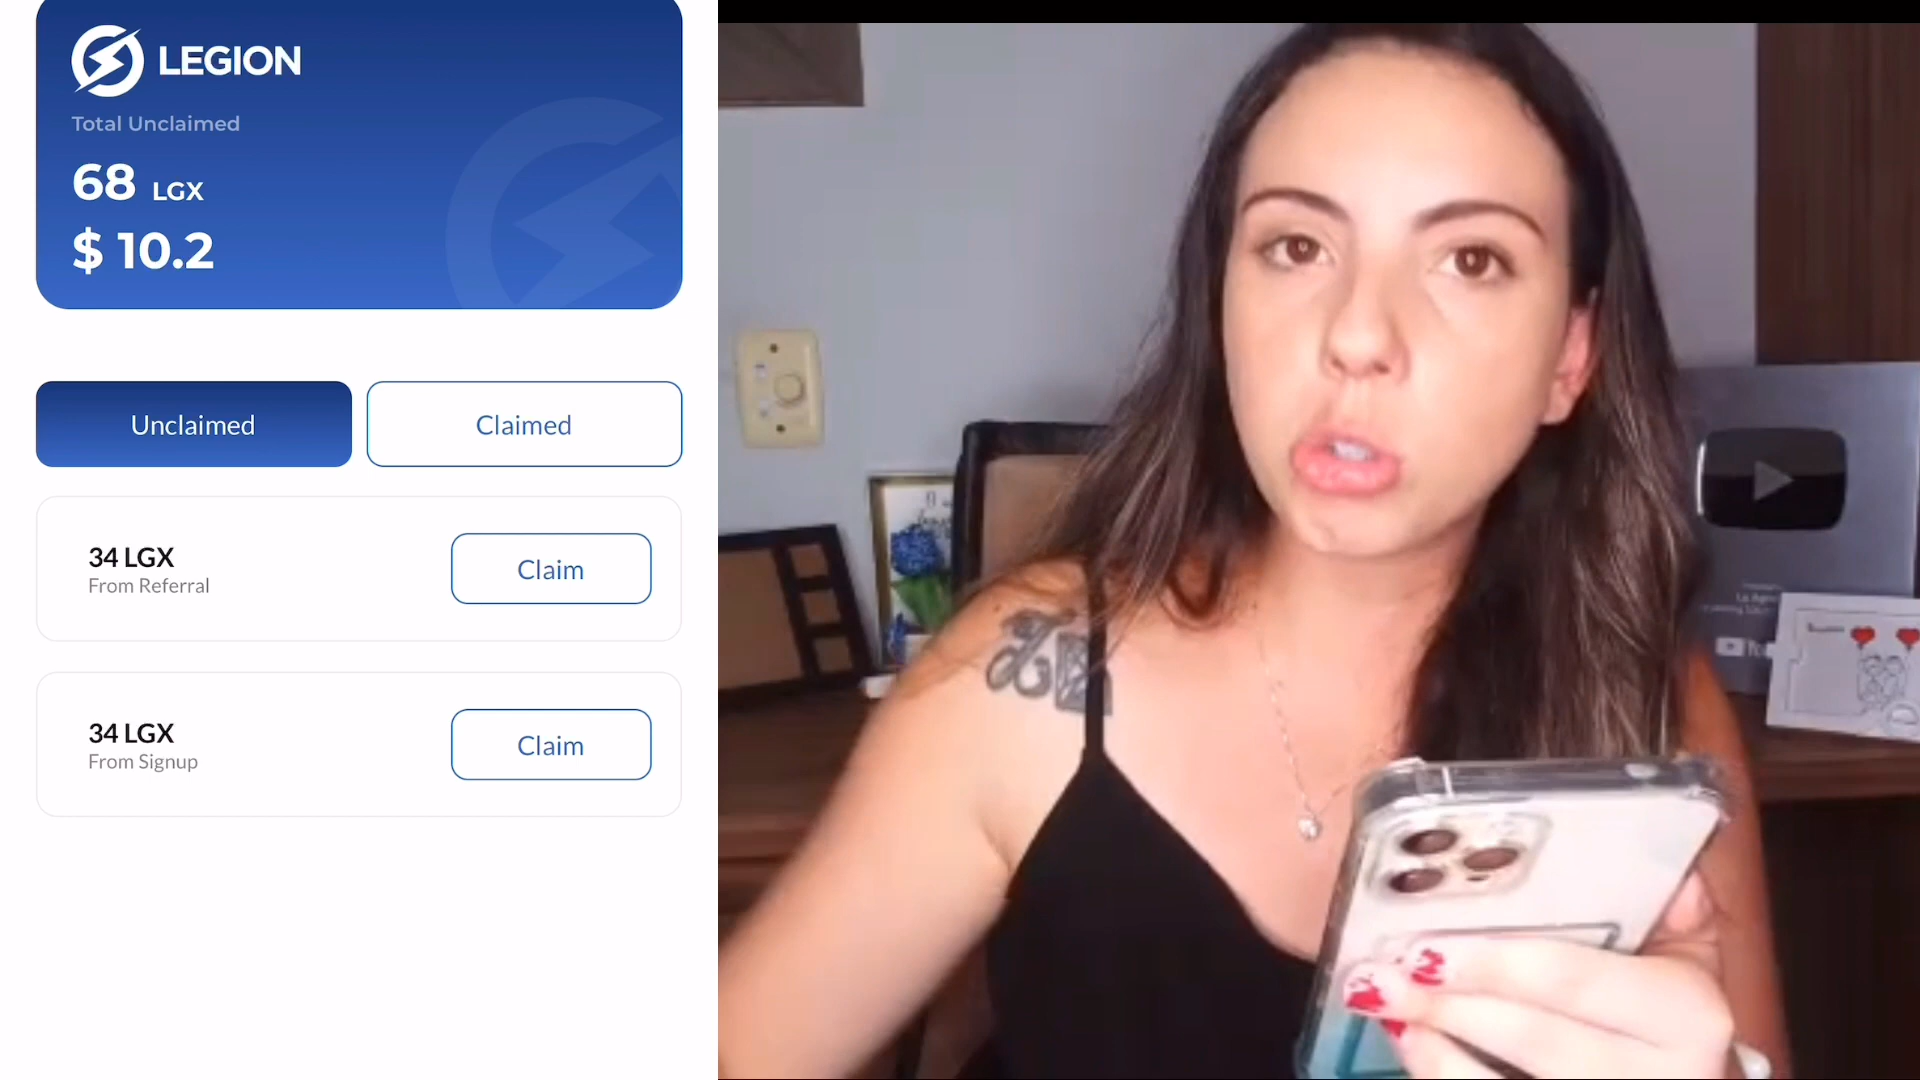 LEGION
Total Unclaimed
68 LGX
$ 10.2
Unclaimed
Claimed
34 LGX
From Referral
Claim
34 LGX
From Signup
Claim